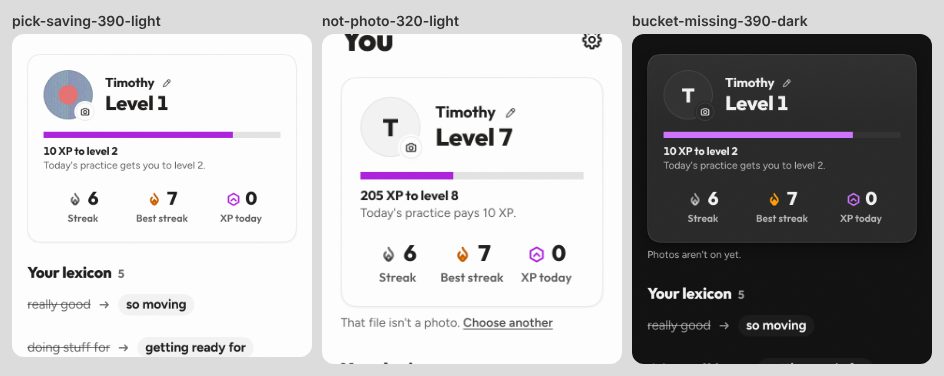 pick-saving-390-light
Timothy
Level 1
10 XP to level 2
Today's practice gets you to level 2.
6
7
0
Streak
Best streak
XP today
Your lexicon 5
really good → so moving
doing stuff for → getting ready for
not-photo-320-light
You
T
Timothy
Level 7
205 XP to level 8
Today's practice pays 10 XP.
6
7
0
Streak
Best streak
XP today
That file isn't a photo. Choose another
bucket-missing-390-dark
T
Timothy
Level 1
10 XP to level 2
Today's practice gets you to level 2.
6
7
0
Streak
Best streak
XP today
Photos aren't on yet.
Your lexicon 5
really good → so moving